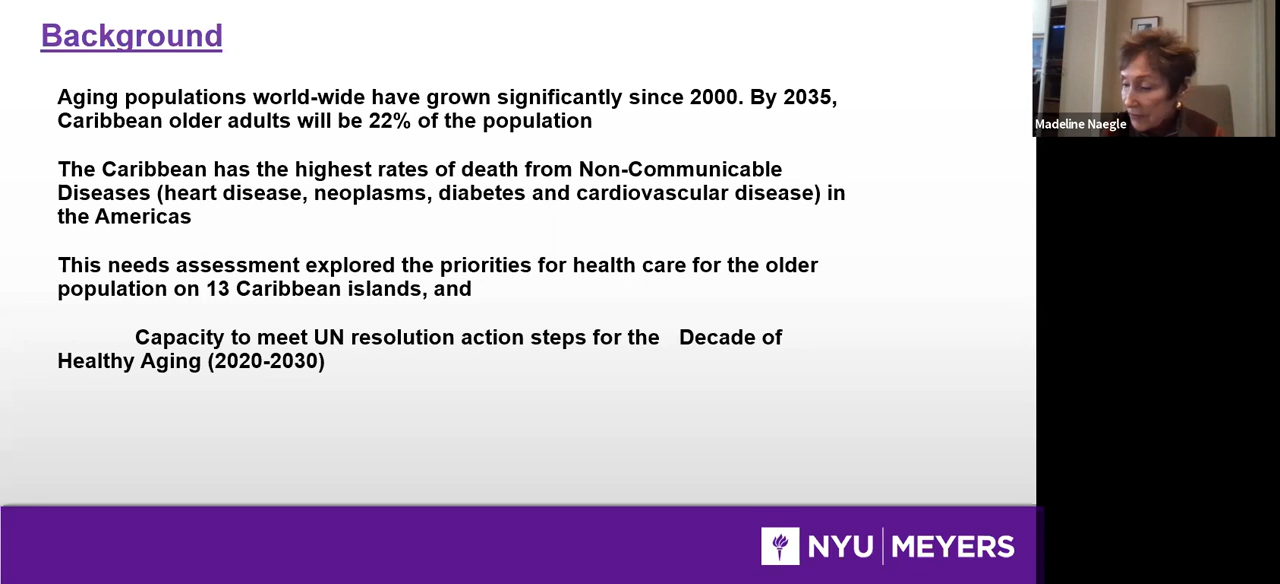 Background
Aging populations world-wide have grown significantly since 2000. By 2035,
Caribbean older adults will be 22% of the population
The Caribbean has the highest rates of death from Non-Communicable
Diseases (heart disease, neoplasms, diabetes and cardiovascular disease) in
the Americas
This needs assessment explored the priorities for health care for the older
population on 13 Caribbean islands, and
Capacity to meet UN resolution action steps for the Decade of
Healthy Aging (2020-2030)
NYU MEYERS
Madeline Naegle